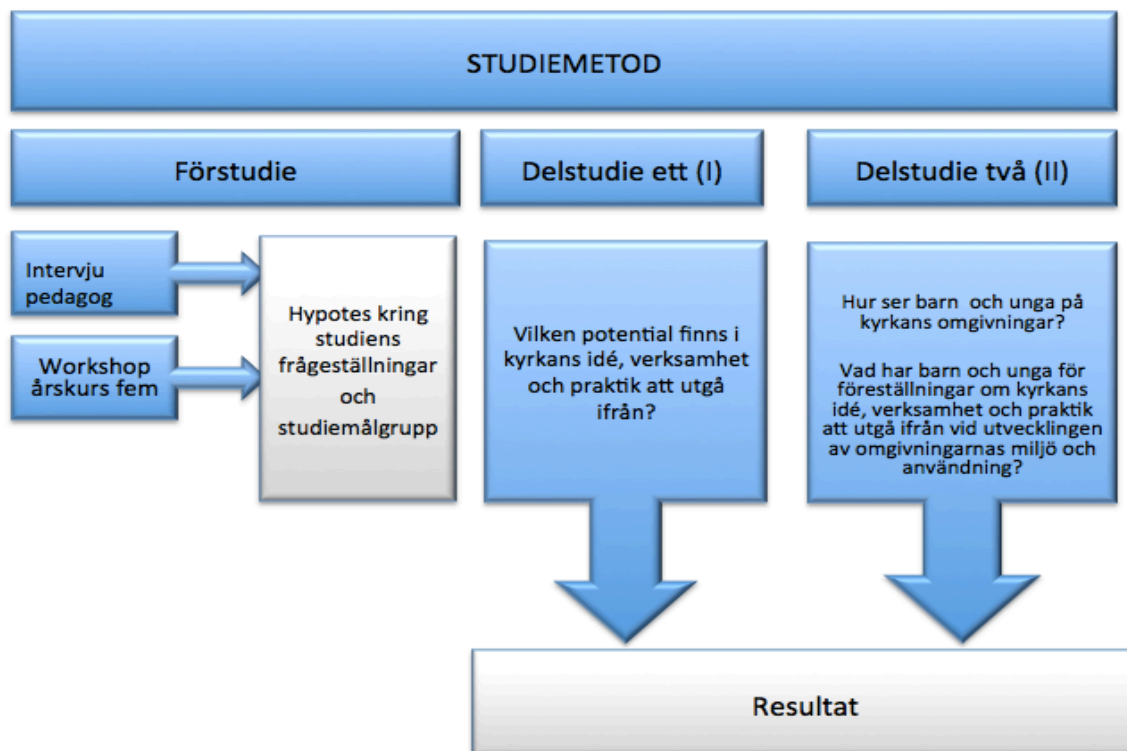 STUDIEMETOD
Förstudie
Delstudie ett (I)
Delstudie två (II)
Intervju
pedagog
Workshop
årskurs fem
Hypotes kring
studiens
frågeställningar
och
studiemålgrupp
Vilken potential finns i
kyrkans idé, verksamhet
och praktik att utgå
ifrån?
Hur ser barn och unga på
kyrkans omgivningar?
Vad har barn och unga för
föreställningar om kyrkans
idé, verksamhet och praktik
att utgå ifrån vid utvecklingen
av omgivningarnas miljö och
användning?
Resultat